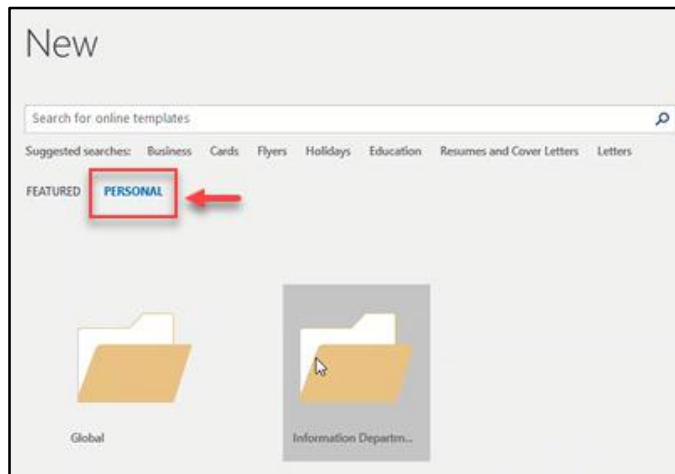 New
Search for online templates
Suggested searches: Business Cards Flyers Holidays Education Resumes and Cover Letters Letters
FEATURED PERSONAL
Global Information Departm...